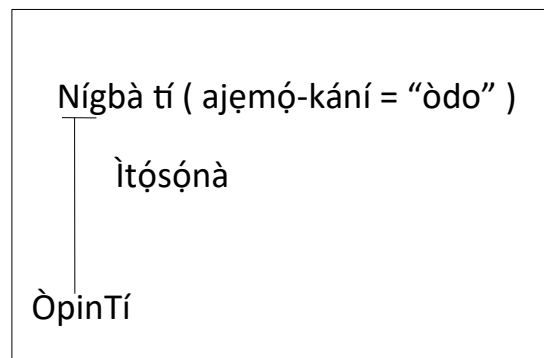 Nígbà tí ( ajẹmọ́-kání = “òdo” )
Ìtọ́sọ́nà
ÒpinTí